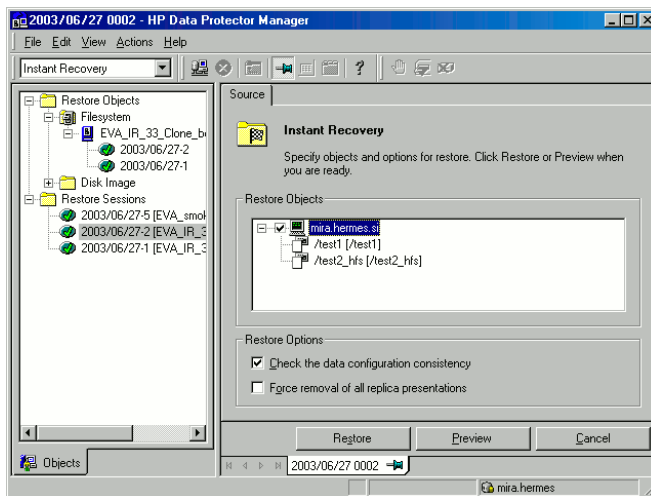 2003/06/27 0002 - HP Data Protector Manager
File Edit View Actions Help
Instant Recovery
Restore Objects
Filesystem
EVA_IR_33_Clone_b
2003/06/27-2
2003/06/27-1
Disk Image
Restore Sessions
2003/06/27-5 [EVA_smo
2003/06/27-2 [EVA_IR_3
2003/06/27-1 [EVA_IR_3
Objects
Source
Instant Recovery
Specify objects and options for restore. Click Restore or Preview when
you are ready.
Restore Objects
mira.hermes.si
/test1 [/test1]
/test2_hfs [/test2_hfs]
Restore Options
Check the data configuration consistency
Force removal of all replica presentations
Restore Preview Cancel
2003/06/27 0002
mira.hermes